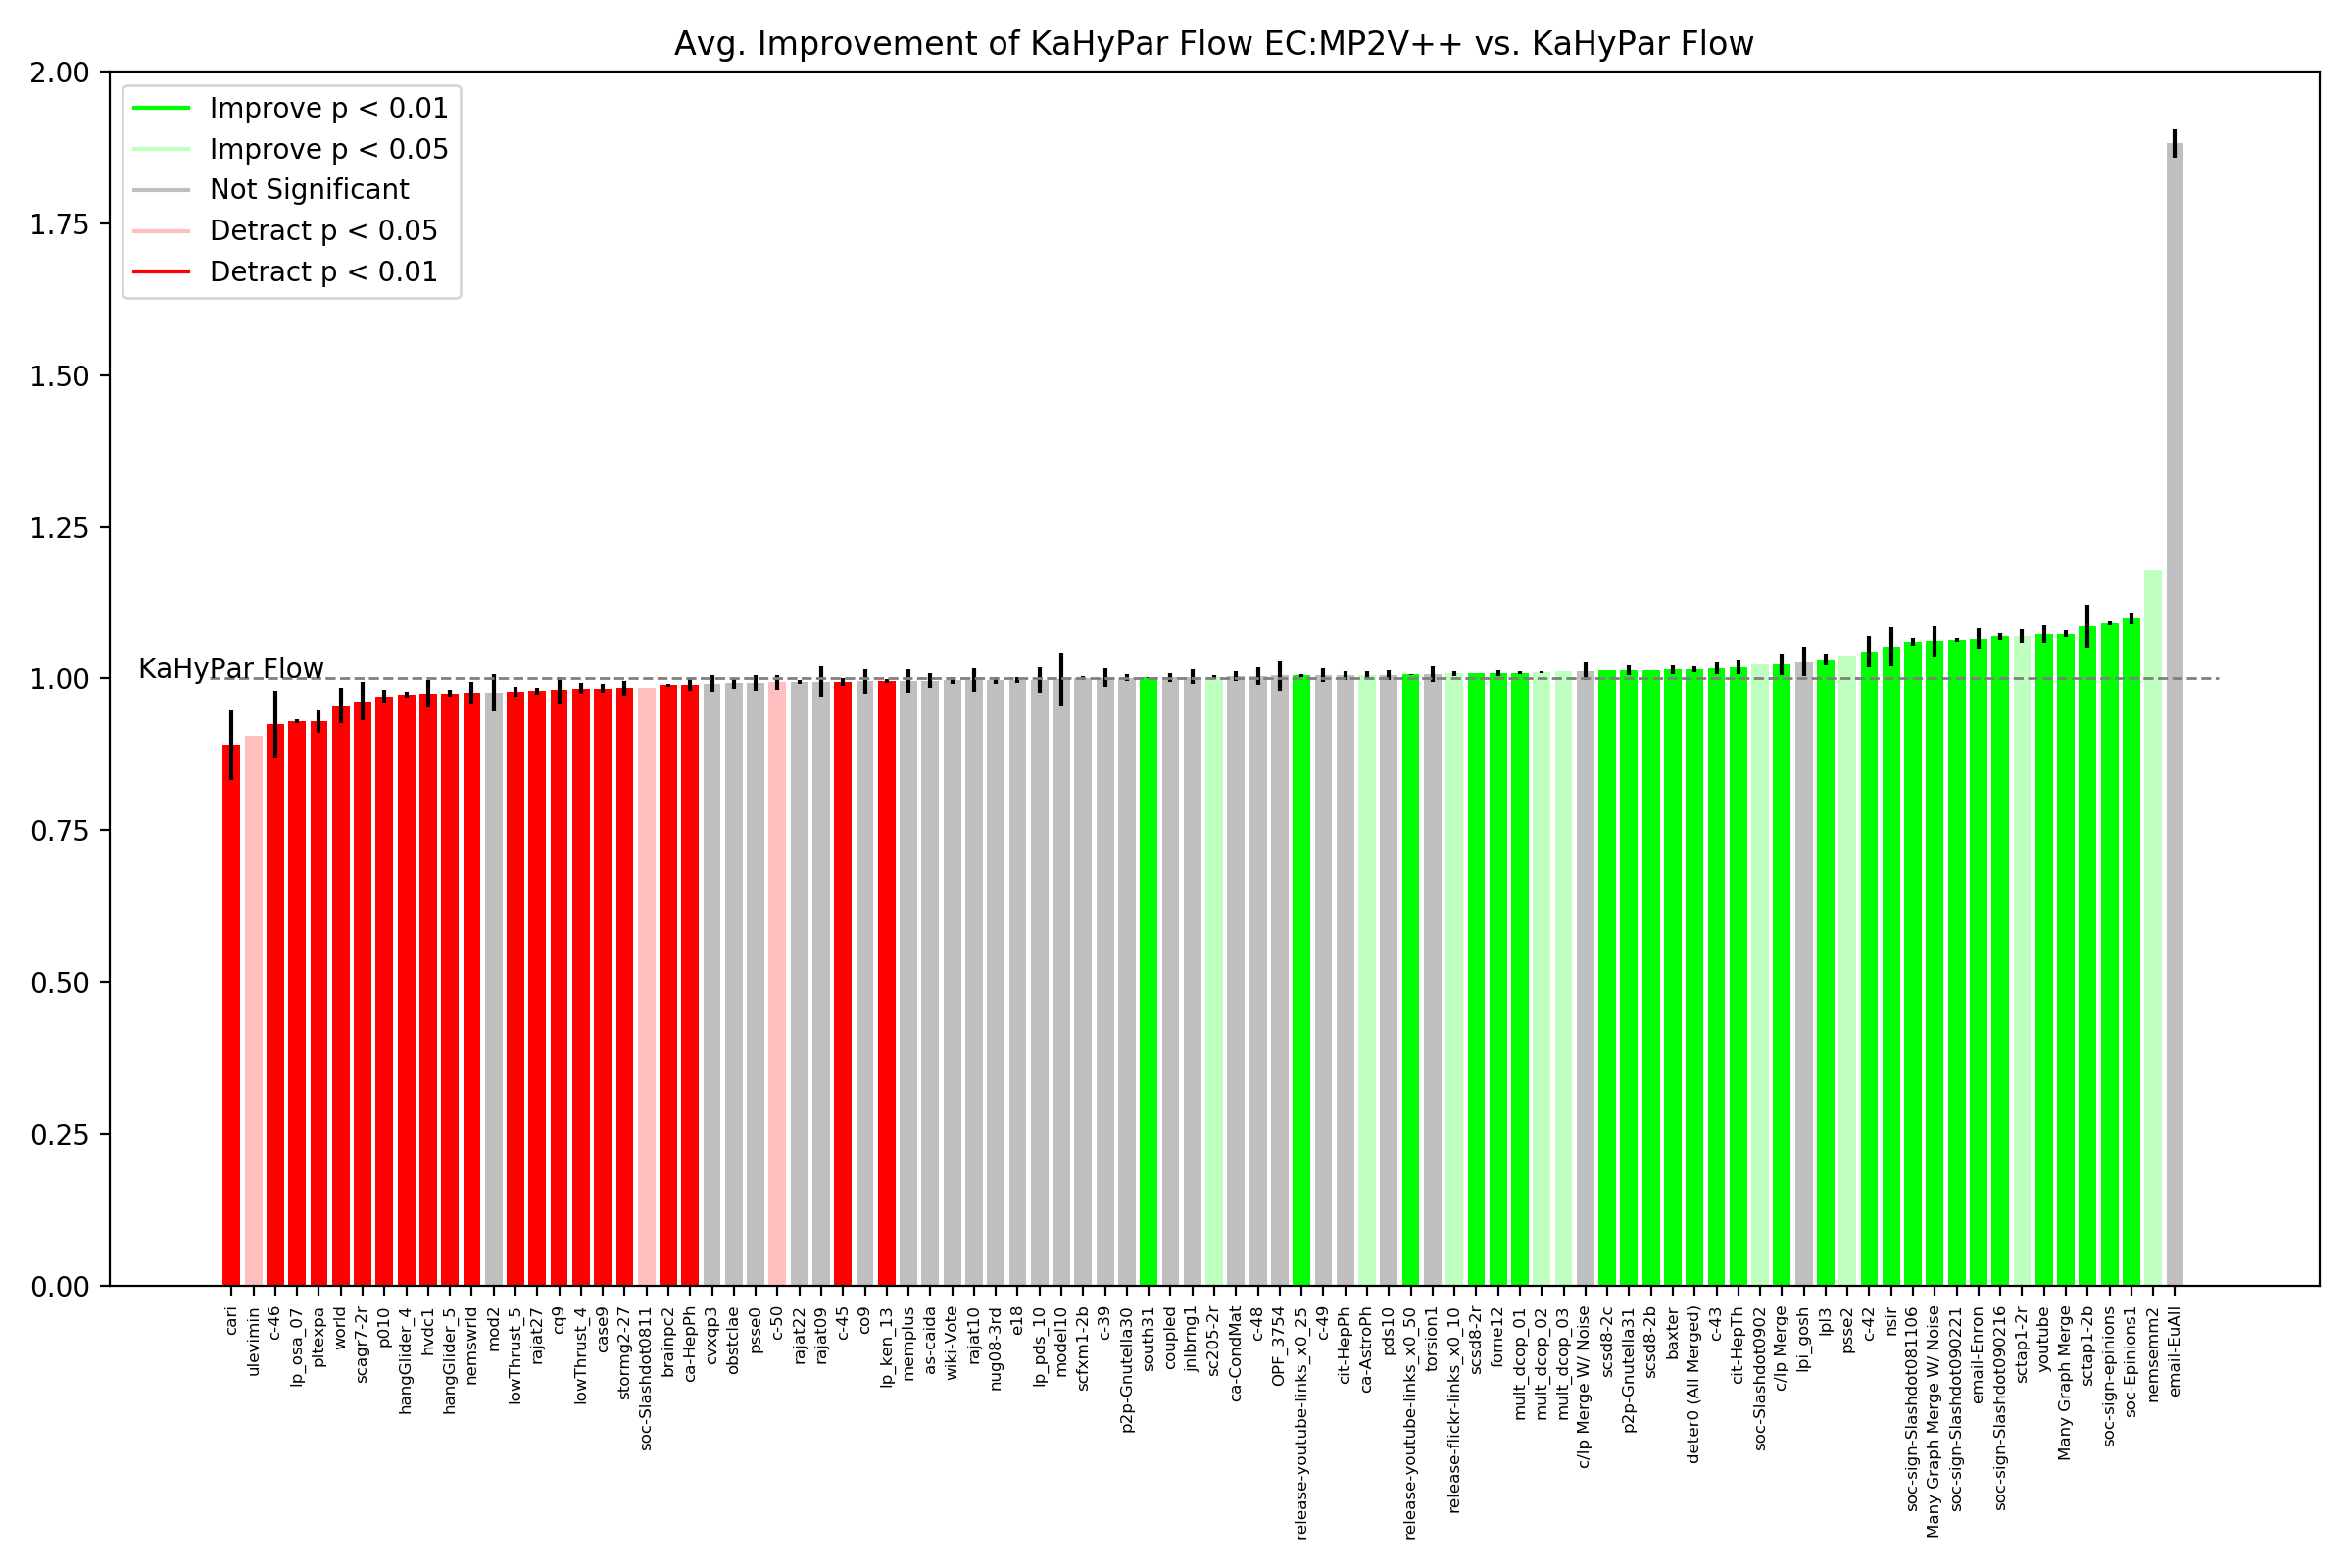 Avg. Improvement of KaHyPar Flow EC:MP2V++ vs. KaHyPar Flow
2.00
1.75
1.50
1.25
1.00
0.75
0.50
0.25
0.00
Improve p < 0.01
Improve p < 0.05
Not Significant
Detract p < 0.05
Detract p < 0.01
KaHyPar Flow
cari
ulevimin
c-46
lp_osa_07
pltexpa
world
scagr7-2r
p010
hangGlider_4
hvdc1
hangGlider_5
nemswrld
mod2
lowThrust_5
rajat27
cq9
lowThrust_4
case9
stormg2-27
soc-Slashdot0811
brainpc2
ca-HepPh
cvxqp3
obstclae
psse0
c-50
rajat22
rajat09
c-45
co9
lp_ken_13
memplus
as-caida
wiki-Vote
rajat10
nug08-3rd
e18
lp_pds_10
model10
scfxm1-2b
c-39
p2p-Gnutella30
south31
coupled
jnlbrng1
sc205-2r
ca-CondMat
c-48
OPF_3754
release-youtube-links_x0_25
c-49
cit-HepPh
ca-AstroPh
pds10
release-youtube-links_x0_50
torsion1
release-flickr-links_x0_10
scsd8-2r
fome12
mult_dcop_01
mult_dcop_02
mult_dcop_03
c/lp Merge W/ Noise
scsd8-2c
p2p-Gnutella31
scsd8-2b
baxter
deter0 (All Merged)
c-43
cit-HepTh
soc-Slashdot0902
c/lp Merge
lpi_gosh
lpl3
psse2
c-42
nsir
soc-sign-Slashdot081106
Many Graph Merge W/ Noise
soc-sign-Slashdot090221
email-Enron
soc-sign-Slashdot090216
sctap1-2r
youtube
Many Graph Merge
sctap1-2b
soc-sign-epinions
soc-Epinions1
nemsemm2
email-EuAll